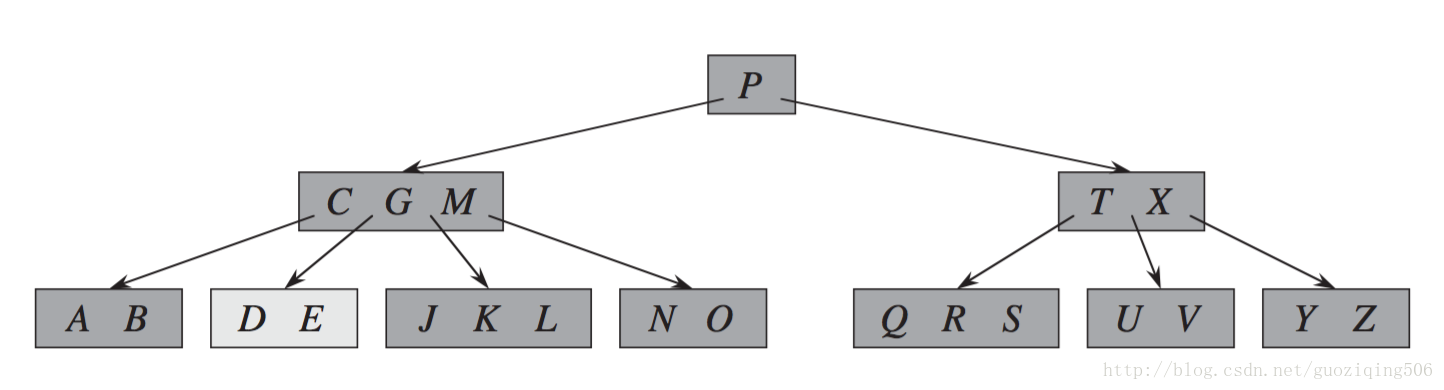 P
C G M T X
A B D E J K L N O Q R S U V Y Z
http://blog.csdn.net/guoziqing506